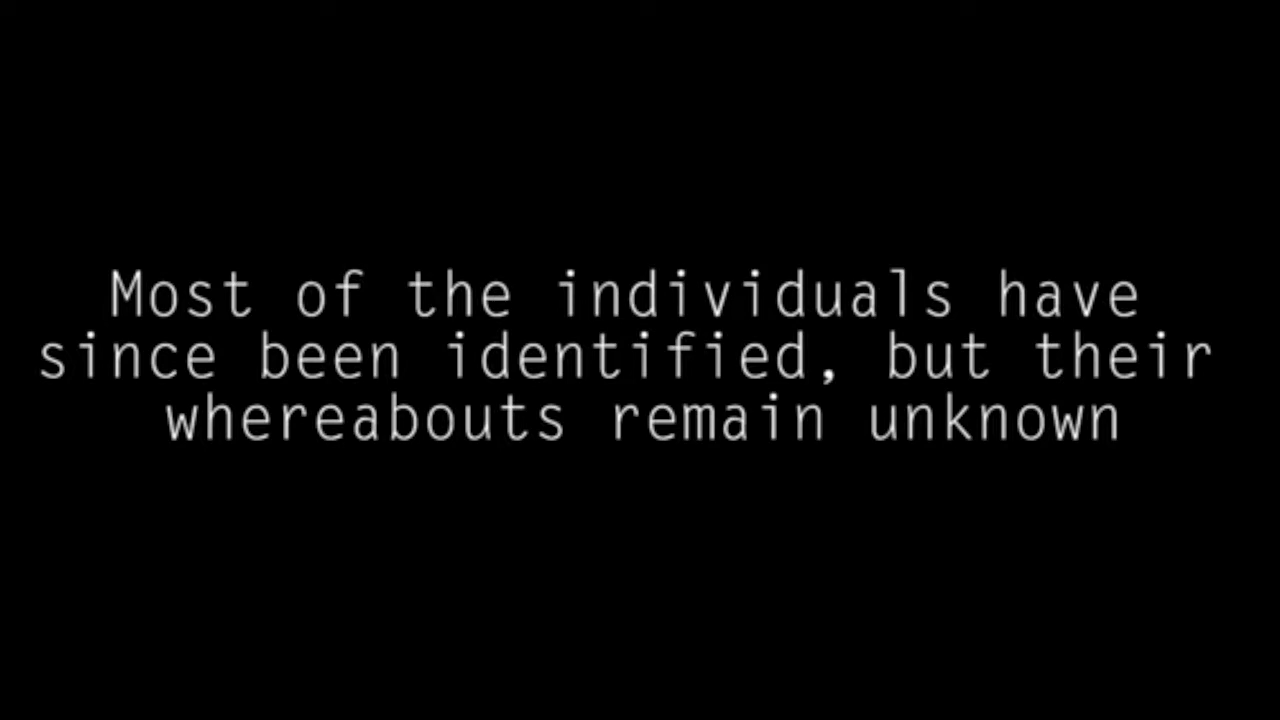 Most of the individuals have
since been identified, but their
whereabouts remain unknown